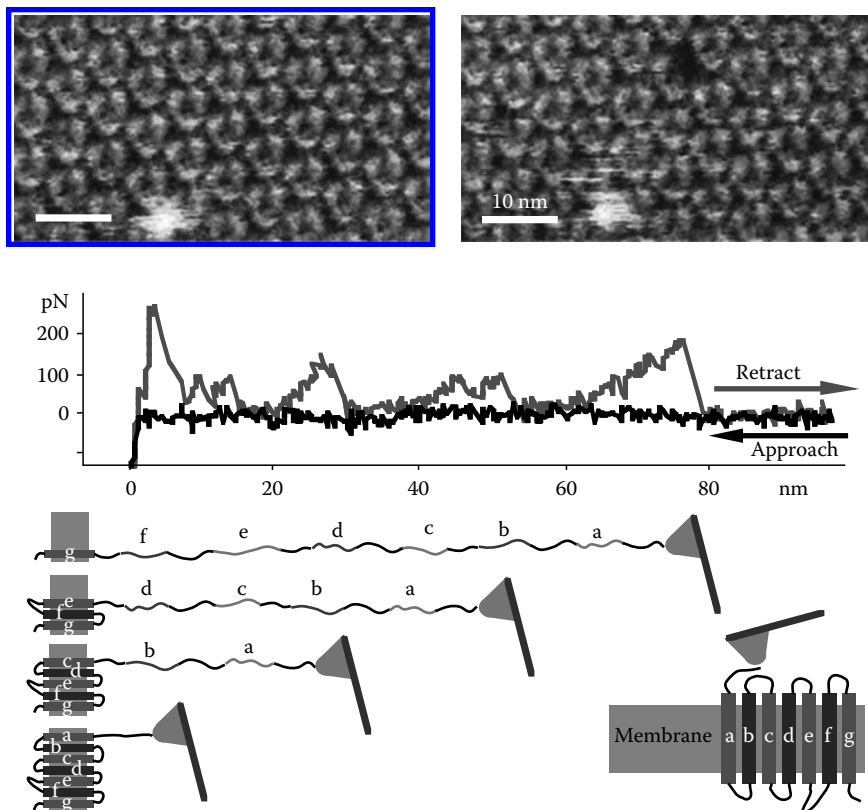 10 nm
pN
200
100
0
Retract
Approach
0 20 40 60 80 nm
f e d c b a
g
d c b a
e
f
g
b a
c
d
e
f
g
a
b
c
d
e
f
g
Membrane a b c d e f g